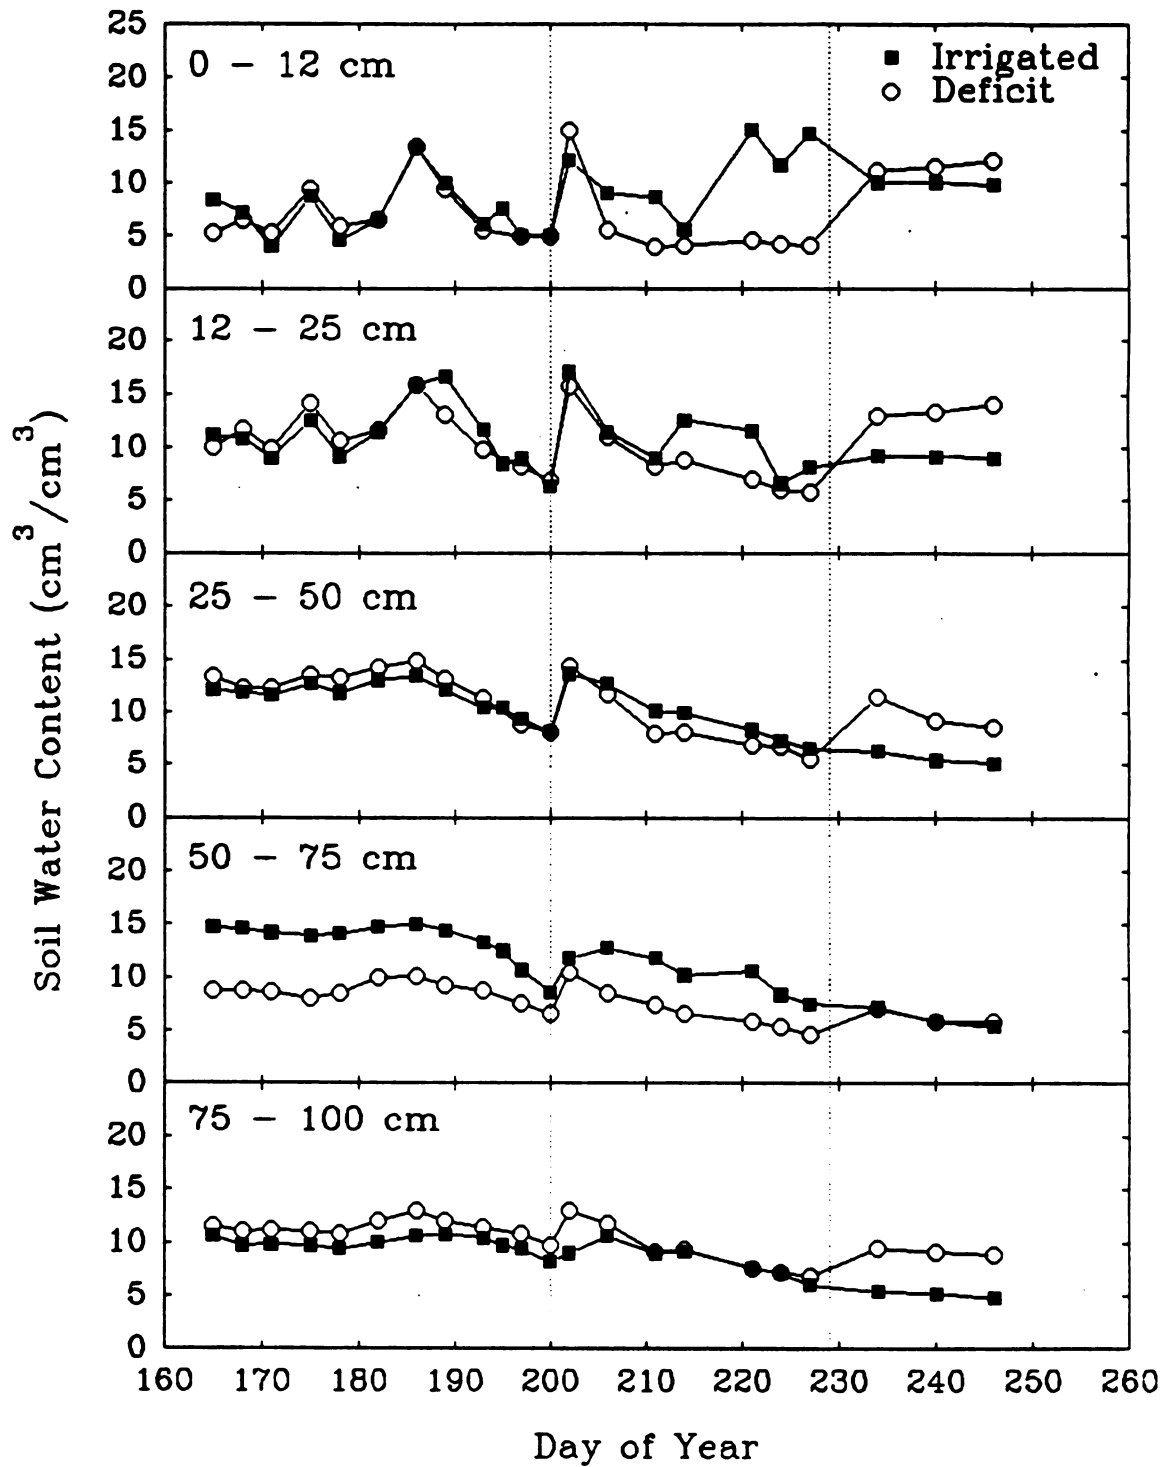 25
0 – 12 cm
■ Irrigated
20
○ Deficit
15
10
5
0
12 – 25 cm
20
15
10
5
0
25 – 50 cm
20
15
10
5
0
50 – 75 cm
20
15
10
5
0
75 – 100 cm
20
15
10
5
0
160 170 180 190 200 210 220 230 240 250 260
Day of Year
Soil Water Content (cm³/cm³)